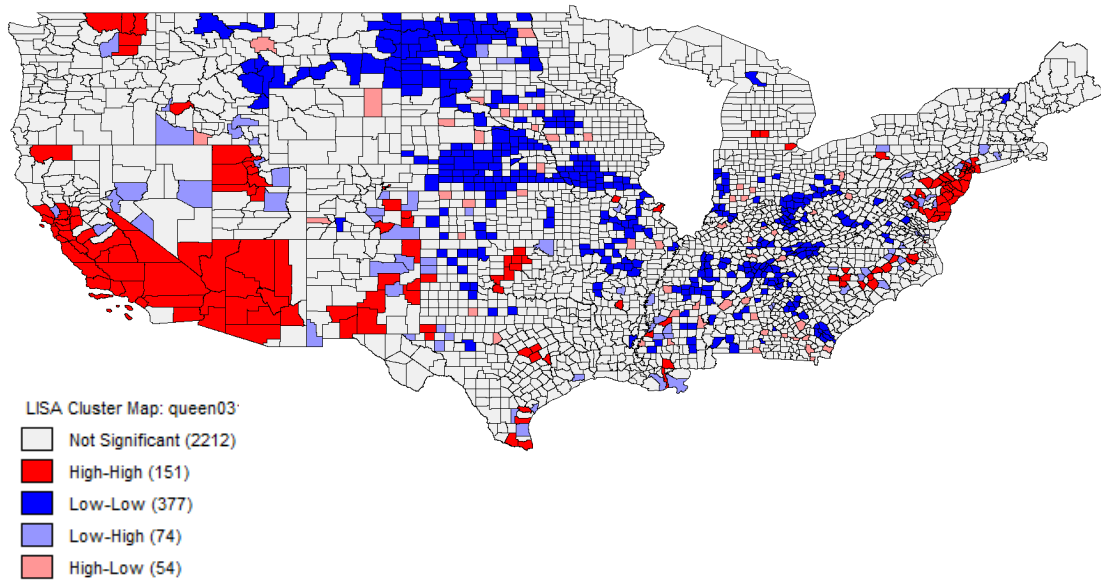 LISA Cluster Map: queen03
Not Significant (2212)
High-High (151)
Low-Low (377)
Low-High (74)
High-Low (54)